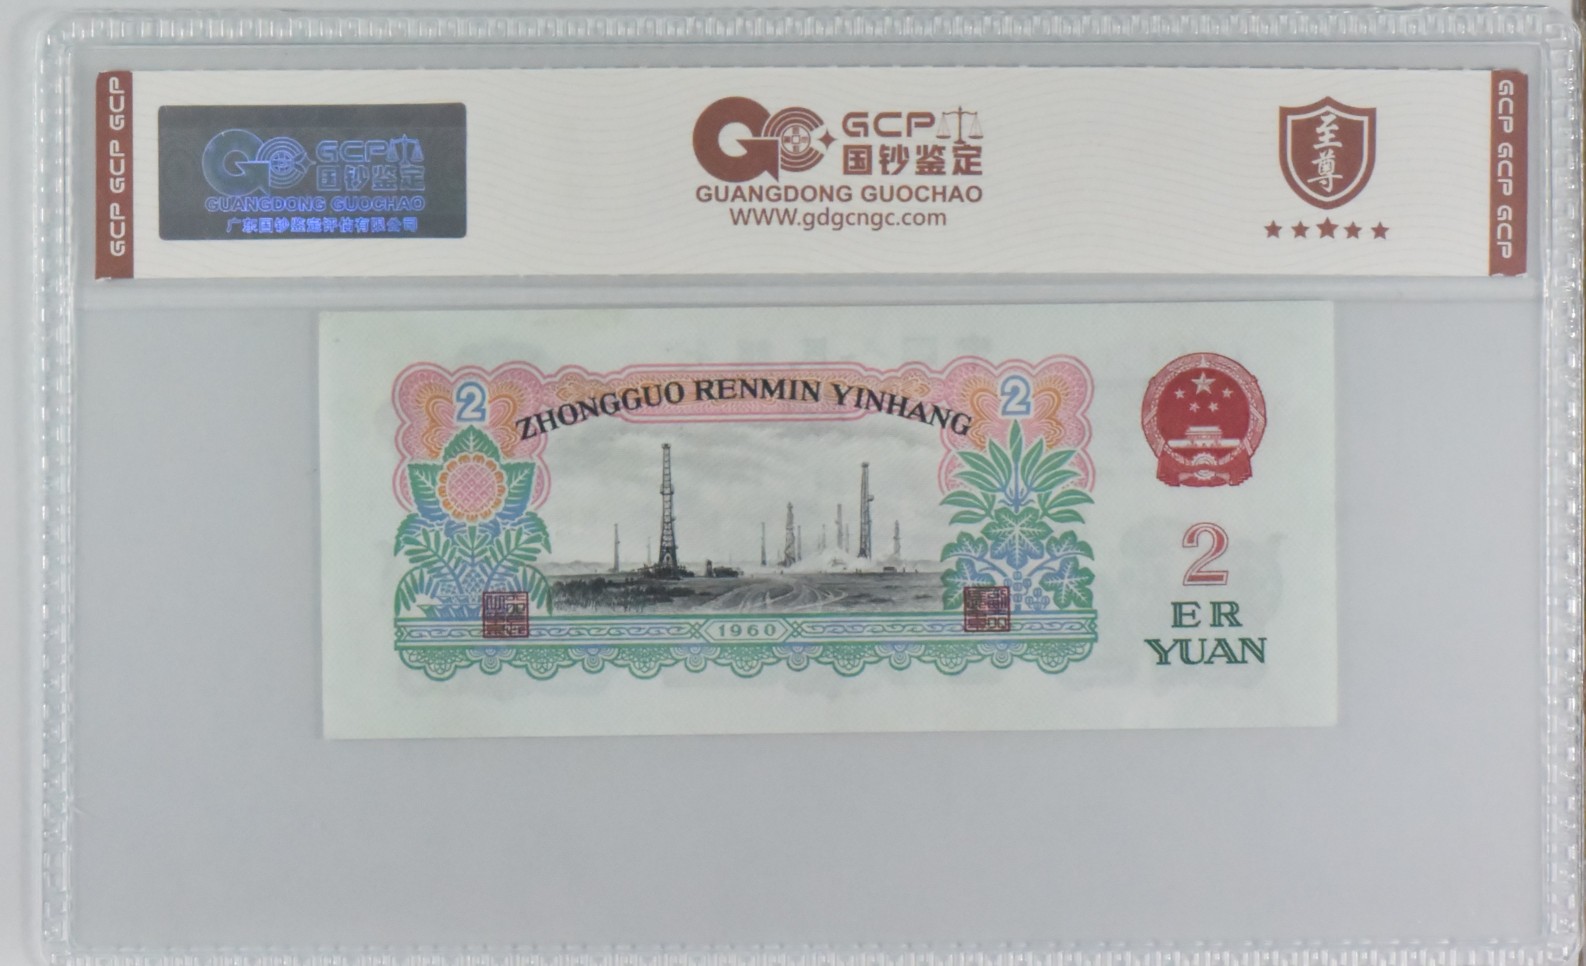 GCP GCP GCP
GCP 国钞鉴定
GUANGDONG GUOCHAO
广东国钞鉴定评估有限公司
GCP
国钞鉴定
GUANGDONG GUOCHAO
WWW.gdgcngc.com
至尊
GCP GCP GCP
2
ZHONGGUO RENMIN YINHANG
2
1960
2
ER
YUAN